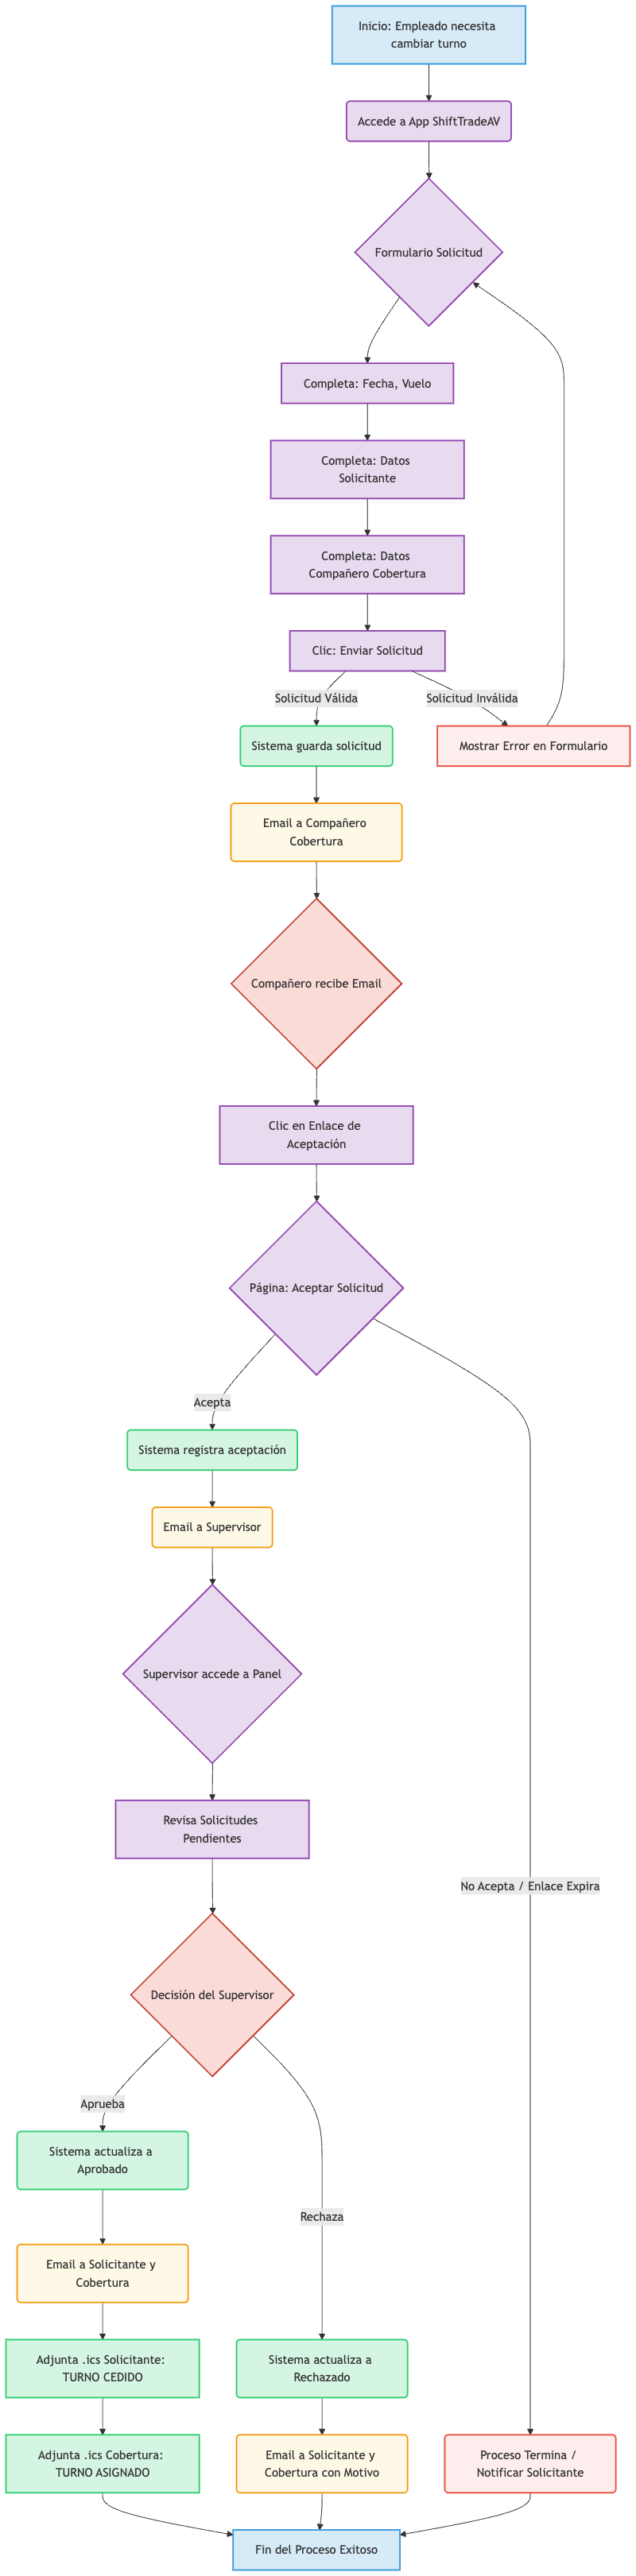 Inicio: Empleado necesita
cambiar turno
Accede a App ShiftTradeAV
Formulario Solicitud
Completa: Fecha, Vuelo
Completa: Datos
Solicitante
Completa: Datos
Compañero Cobertura
Clic: Enviar Solicitud
Solicitud Válida
Solicitud Inválida
Sistema guarda solicitud
Mostrar Error en Formulario
Email a Compañero
Cobertura
Compañero recibe Email
Clic en Enlace de
Aceptación
Página: Aceptar Solicitud
Acepta
Sistema registra aceptación
Email a Supervisor
Supervisor accede a Panel
Revisa Solicitudes
Pendientes
No Acepta / Enlace Expira
Decisión del Supervisor
Aprueba
Sistema actualiza a
Aprobado
Rechaza
Email a Solicitante y
Cobertura
Adjunta .ics Solicitante:
TURNO CEDIDO
Sistema actualiza a
Rechazado
Adjunta .ics Cobertura:
TURNO ASIGNADO
Email a Solicitante y
Cobertura con Motivo
Proceso Termina /
Notificar Solicitante
Fin del Proceso Exitoso